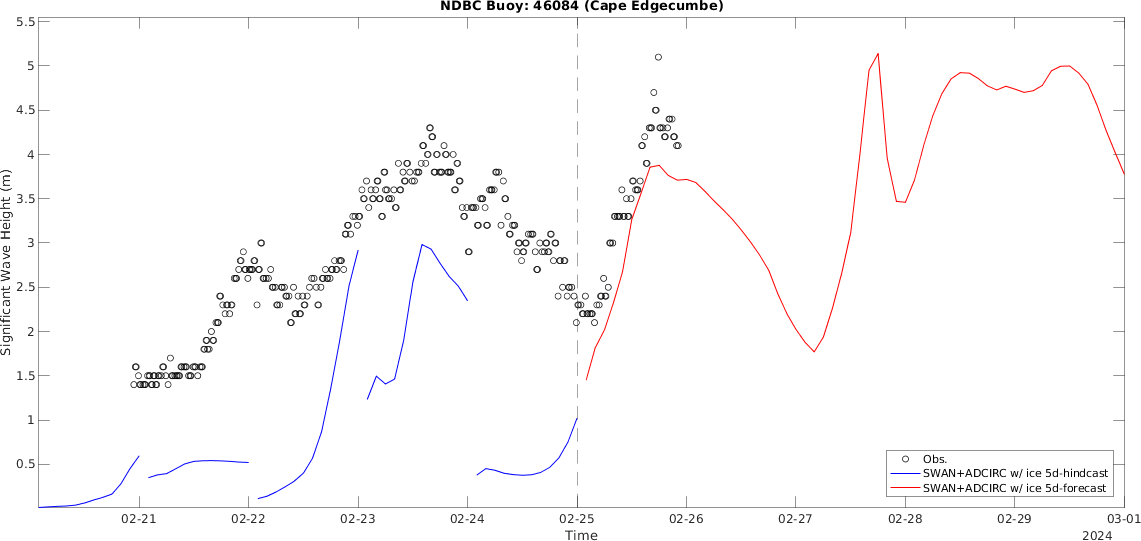 NDBC Buoy: 46084 (Cape Edgecumbe)
5.5
5
4.5
4
3.5
3
2.5
2
1.5
1
0.5
Significant Wave Height (m)
Obs.
SWAN+ADCIRC w/ ice 5d-hindcast
SWAN+ADCIRC w/ ice 5d-forecast
02-21 02-22 02-23 02-24 02-25 02-26 02-27 02-28 02-29 03-01
Time
2024